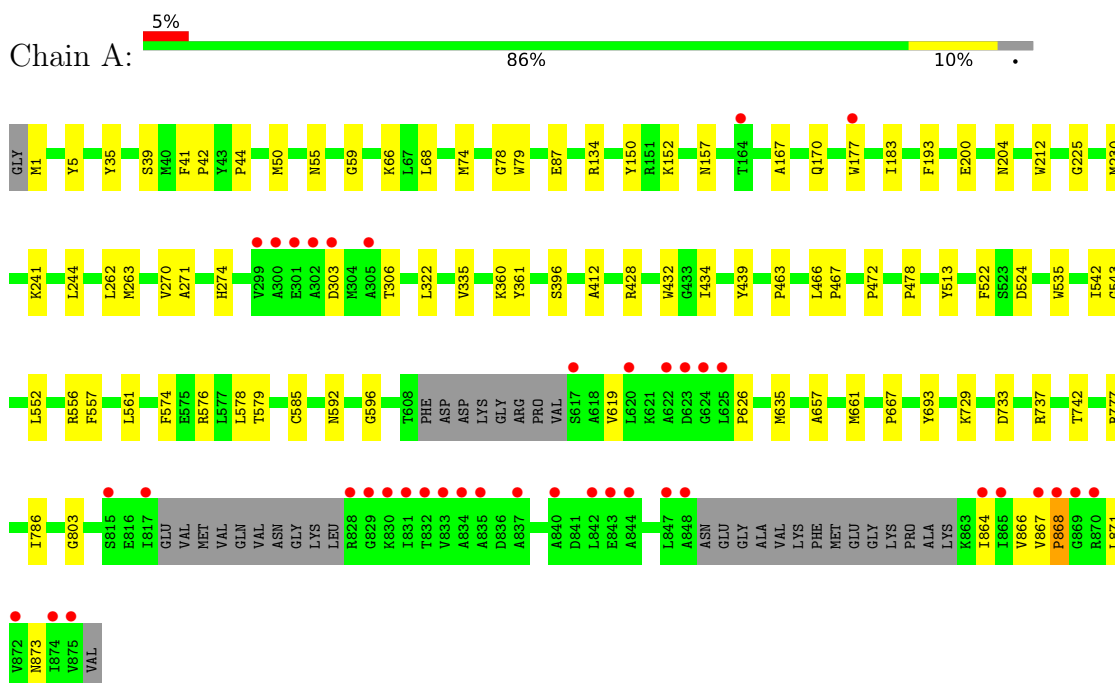 5%
Chain A:
86% 10% •
GLY M1 Y5 Y35 S39 M40 F41 P42 Y43 P44 M50 N55 G59 K66 L67 L68 M74 G78 W79 E87 R134 Y150 R151 K152 N157 T164 A167 Q170 W177 I183 F193 E200 N204 W212 G225
K241 L244 L262 M263 V270 A271 H274 V299 A300 E301 A302 D303 M304 A305 T306 L322 V335 K360 Y361 S396 A412 R428 W432 G433 I434 Y439 P463 L466 P467 P472 P478 Y513 F522 S523 D524 W535 I542 G543
L552 R556 F557 L561 F574 E575 R576 L577 L578 T579 C585 N592 G596 T608 PHE ASP ASP LYS GLY ARG PRO VAL S617 A618 V619 L620 K621 A622 D623 G624 L625 P626 M635 A657 M661 P667 Y693 K729 D733 R737 T742
I786 G803 S815 E816 I817 GLU VAL MET VAL GLN VAL ASN GLY LYS LEU R828 G829 K830 I831 T832 V833 A834 A835 D836 A837 A840 D841 L842 E843 A844 L847 A848 ASN GLU GLY ALA VAL LYS PHE MET GLU GLY LYS PRO ALA LYS K863 I864 I865 V866 V867 P868 G869 R870 L871
V872 N873 I874 V875 VAL